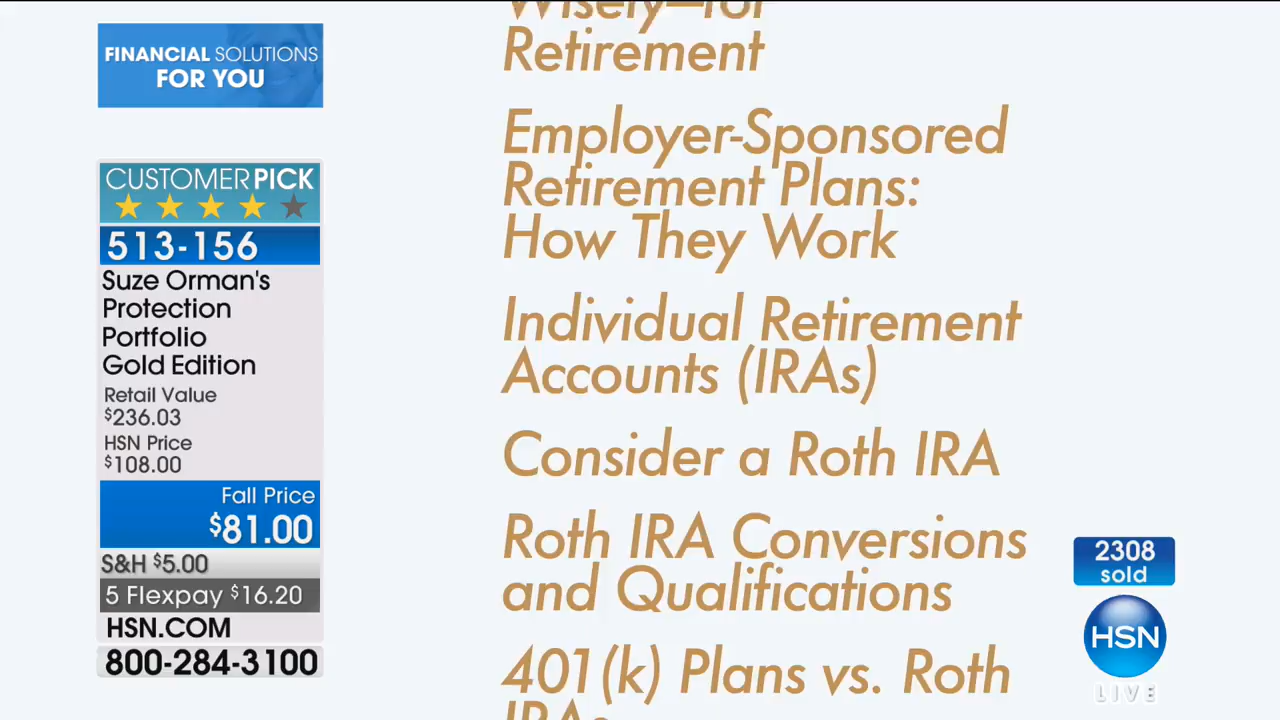 FINANCIAL SOLUTIONS
FOR YOU
CUSTOMER PICK
513-156
Suze Orman's
Protection
Portfolio
Gold Edition
Retail Value
$236.03
HSN Price
$108.00
Fall Price
$81.00
S&H $5.00
5 Flexpay $16.20
HSN.COM
800-284-3100
Wisely—for
Retirement
Employer-Sponsored
Retirement Plans:
How They Work
Individual Retirement
Accounts (IRAs)
Consider a Roth IRA
Roth IRA Conversions
and Qualifications
401(k) Plans vs. Roth
IRAs
2308
sold
HSN
LIVE